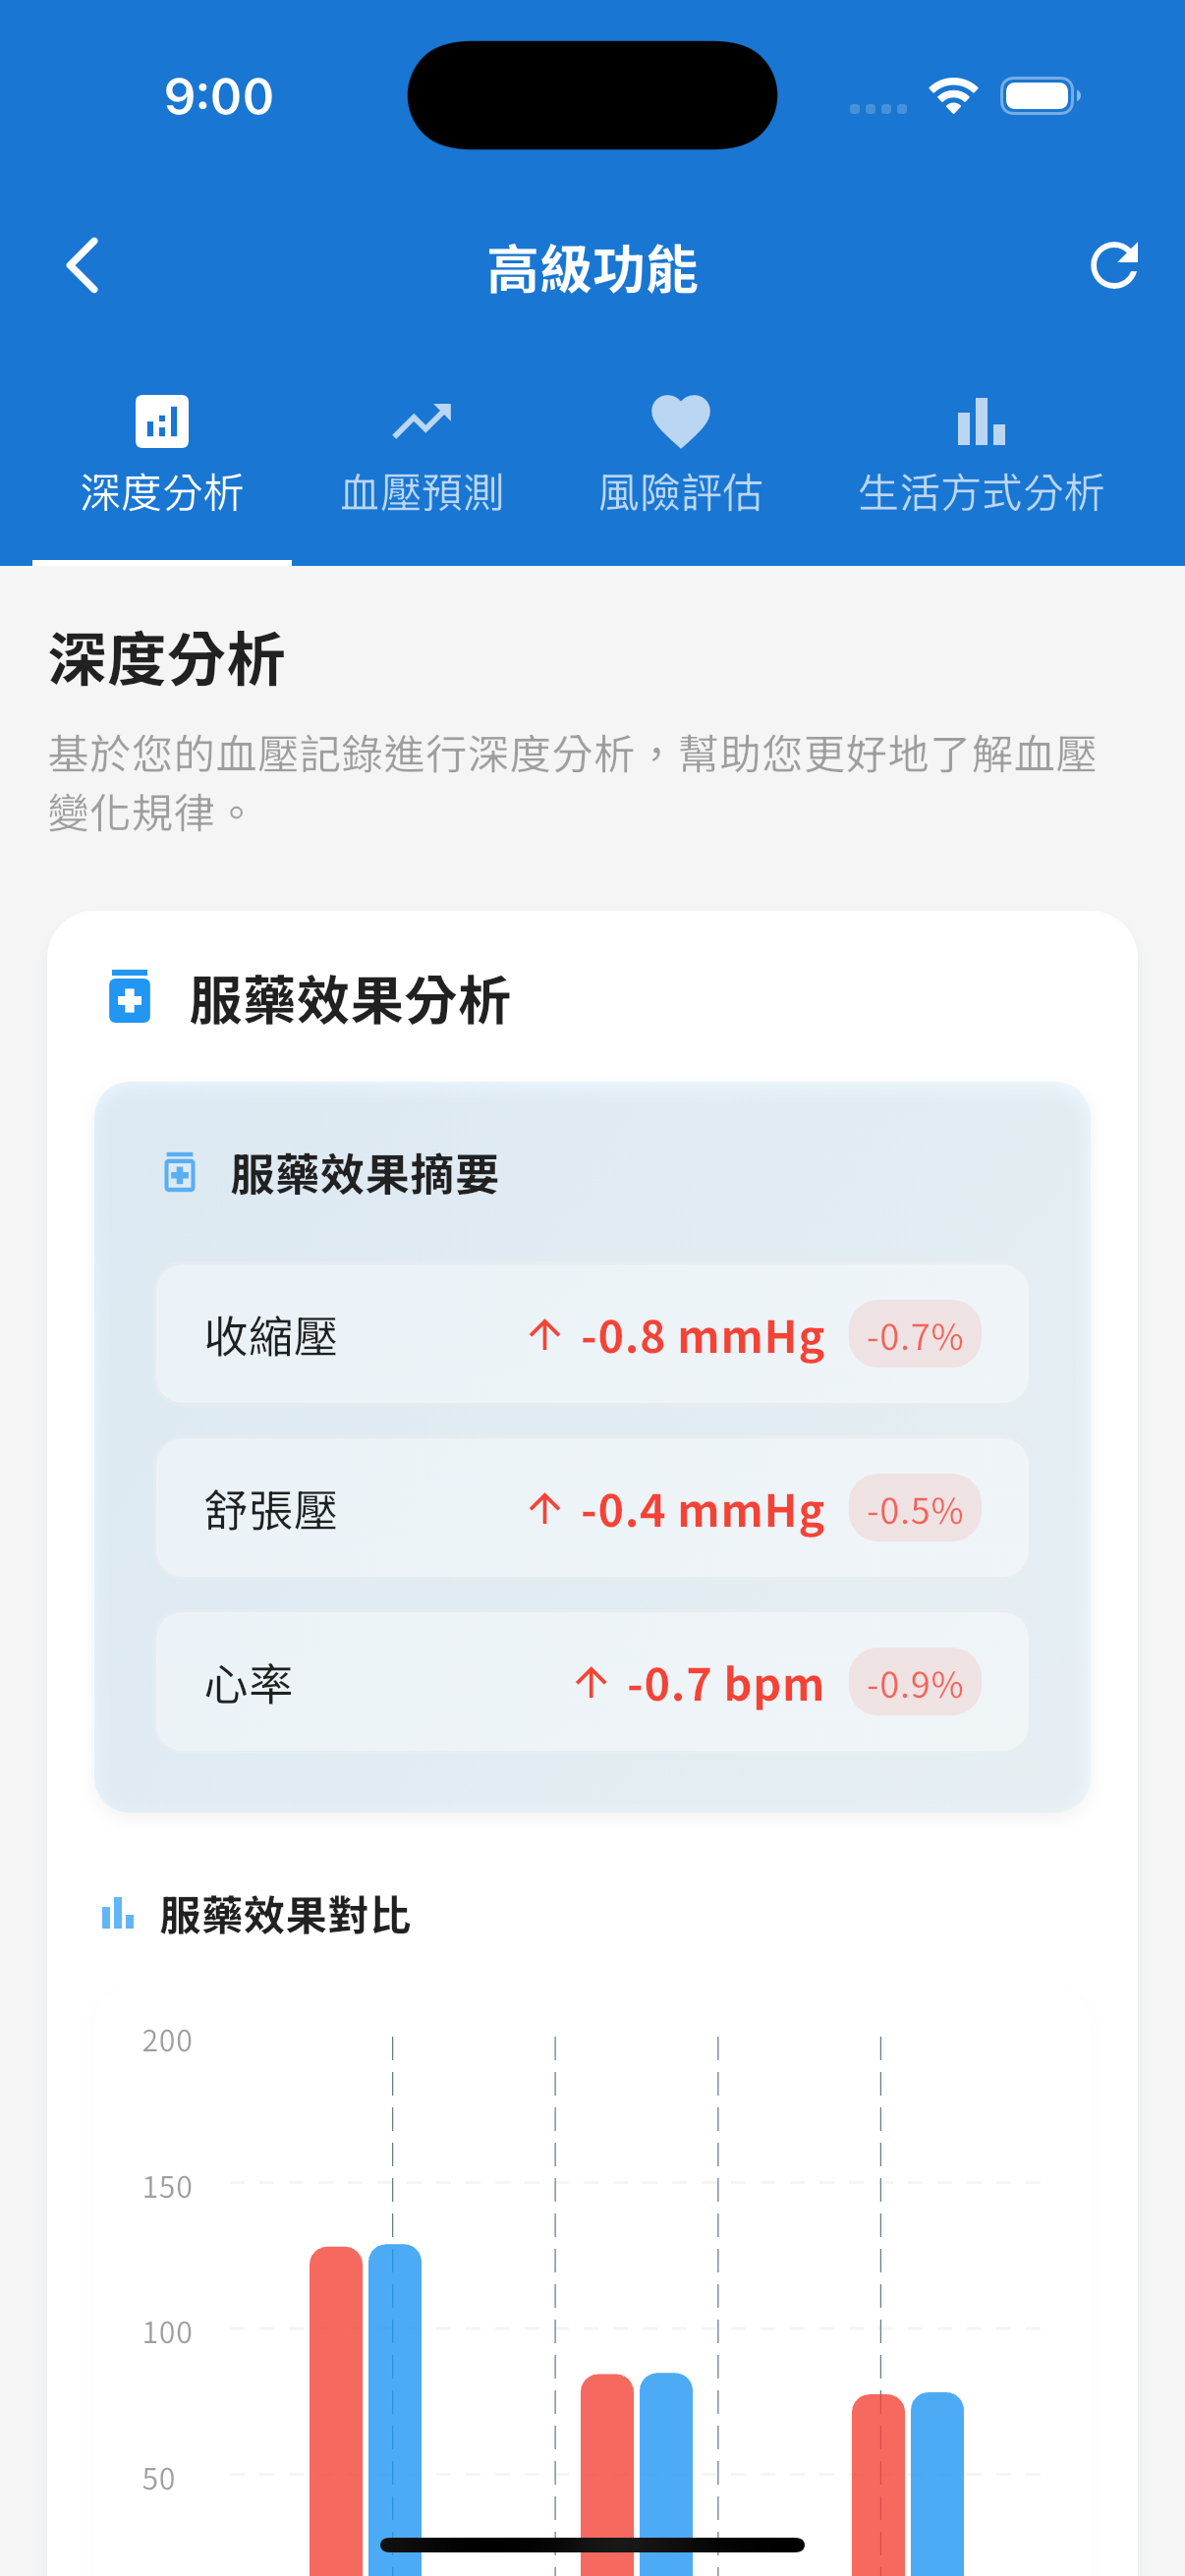 9:00
高級功能
深度分析
血壓預測
風險評估
生活方式分析
深度分析
基於您的血壓記錄進行深度分析，幫助您更好地了解血壓
變化規律。
服藥效果分析
服藥效果摘要
收縮壓 ↑ -0.8 mmHg -0.7%
舒張壓 ↑ -0.4 mmHg -0.5%
心率 ↑ -0.7 bpm -0.9%
服藥效果對比
200
150
100
50